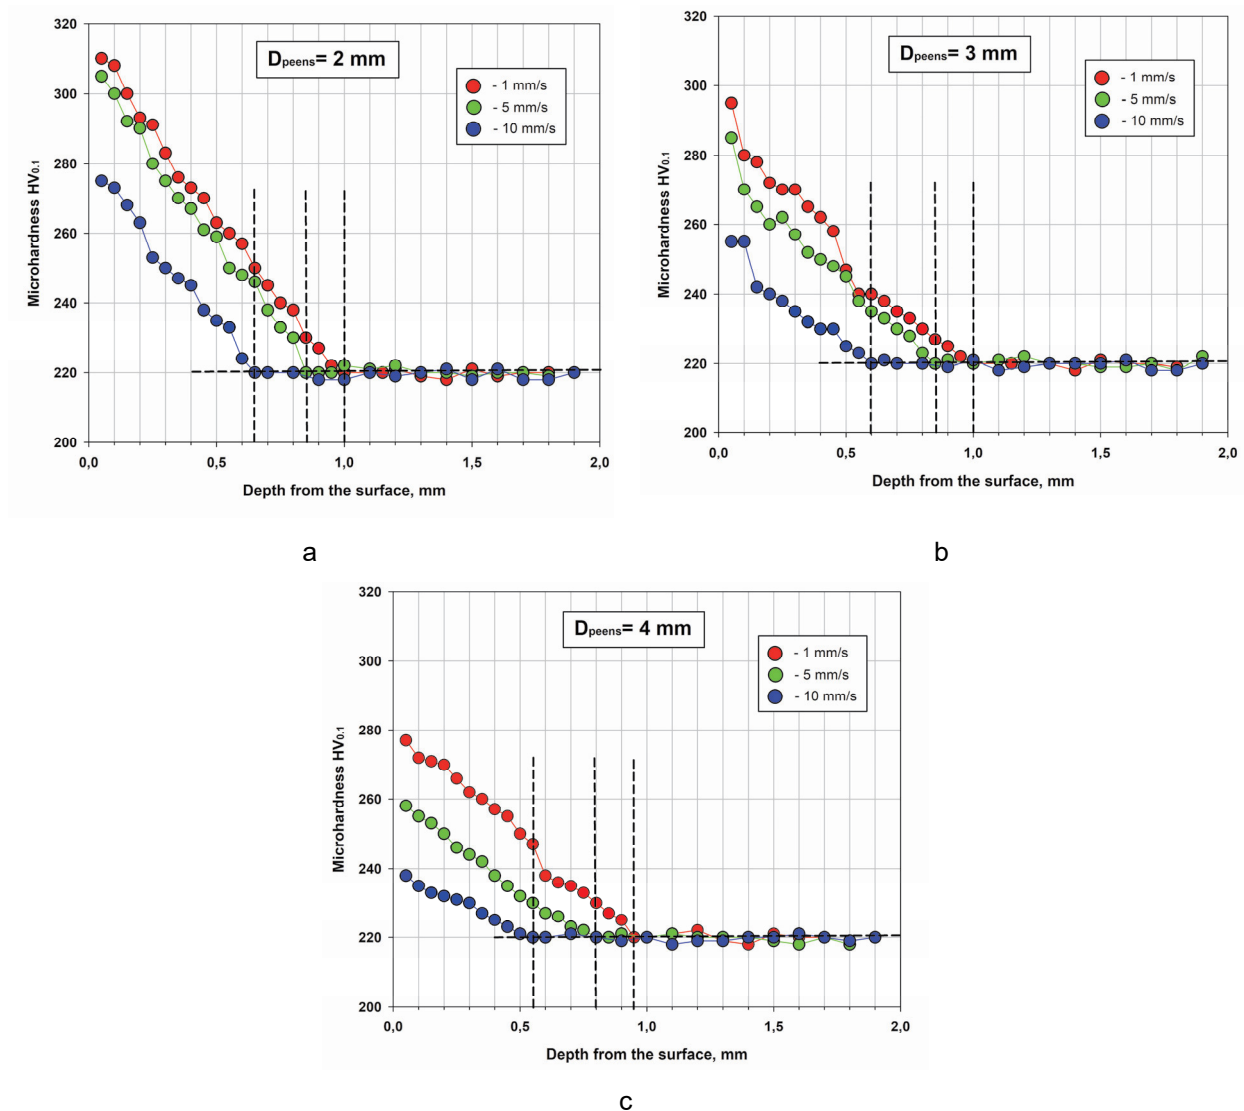 320
300
280
260
240
220
200
Microhardness HV0.1
Dpeens= 2 mm
- 1 mm/s
- 5 mm/s
- 10 mm/s
0,0 0,5 1,0 1,5 2,0
Depth from the surface, mm
a
320
300
280
260
240
220
200
Microhardness HV0.1
Dpeens= 3 mm
- 1 mm/s
- 5 mm/s
- 10 mm/s
0,0 0,5 1,0 1,5 2,0
Depth from the surface, mm
b
320
300
280
260
240
220
200
Microhardness HV0.1
Dpeens= 4 mm
- 1 mm/s
- 5 mm/s
- 10 mm/s
0,0 0,5 1,0 1,5 2,0
Depth from the surface, mm
c